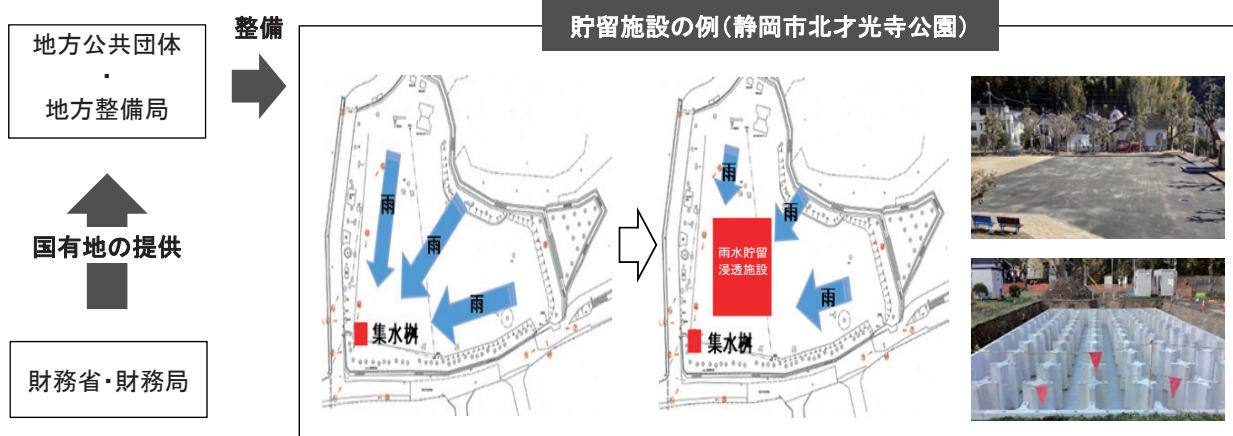 地方公共団体
・
地方整備局
整備
国有地の提供
財務省・財務局
貯留施設の例(静岡市北才光寺公園)
雨
雨
雨
集水桝
雨
雨
雨
雨水貯留
浸透施設
集水桝